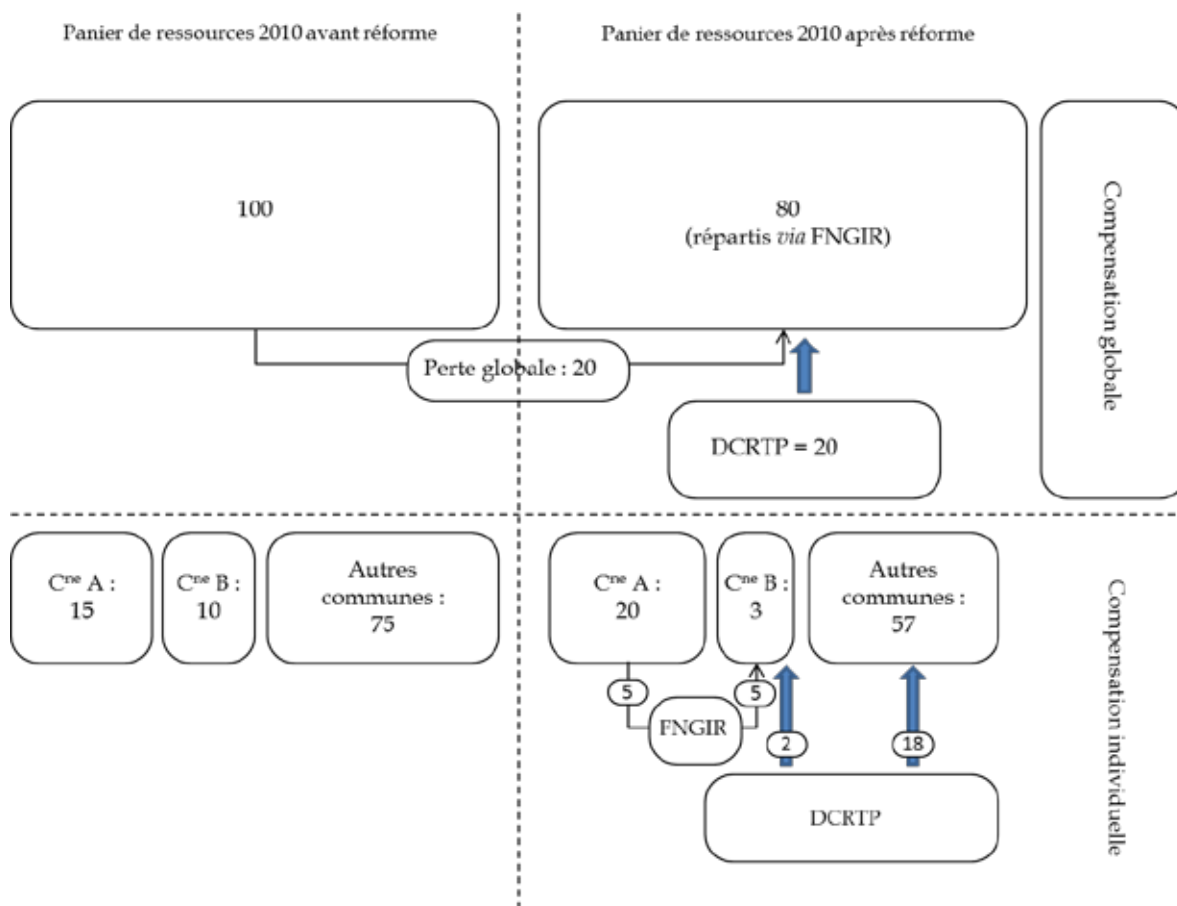 Panier de ressources 2010 avant réforme
Panier de ressources 2010 après réforme
100
80
(répartis via FNGIR)
Compensation globale
Perte globale : 20
DCRTP = 20
Cne A :
15
Cne B :
10
Autres
communes :
75
Cne A :
20
Cne B :
3
Autres
communes :
57
5
5
FNGIR
2
18
DCRTP
Compensation individuelle